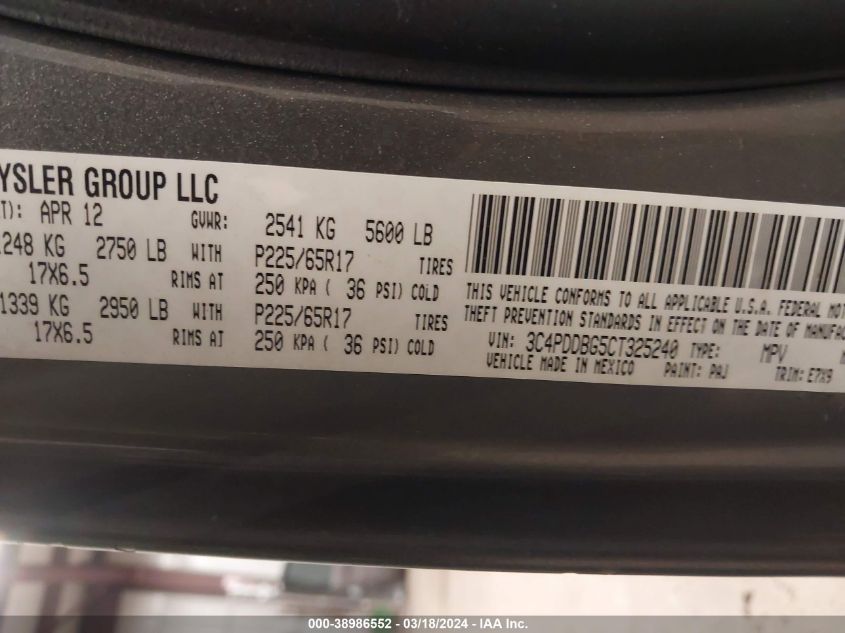 YSLER GROUP LLC
T): APR 12 GVWR: 2541 KG 5600 LB
1248 KG 2750 LB WITH P225/65R17 TIRES
17X6.5 RIMS AT 250 KPA ( 36 PSI) COLD
1339 KG 2950 LB WITH P225/65R17 TIRES
17X6.5 RIMS AT 250 KPA ( 36 PSI) COLD
THIS VEHICLE CONFORMS TO ALL APPLICABLE U.S.A. FEDERAL MOT
THEFT PREVENTION STANDARDS IN EFFECT ON THE DATE OF MANUFAC
VIN: 3C4PDDBG5CT325240 TYPE: MPV
VEHICLE MADE IN MEXICO PAINT: PAJ TRIM: E7X9
000-38986552 — 03/18/2024 — IAA Inc.